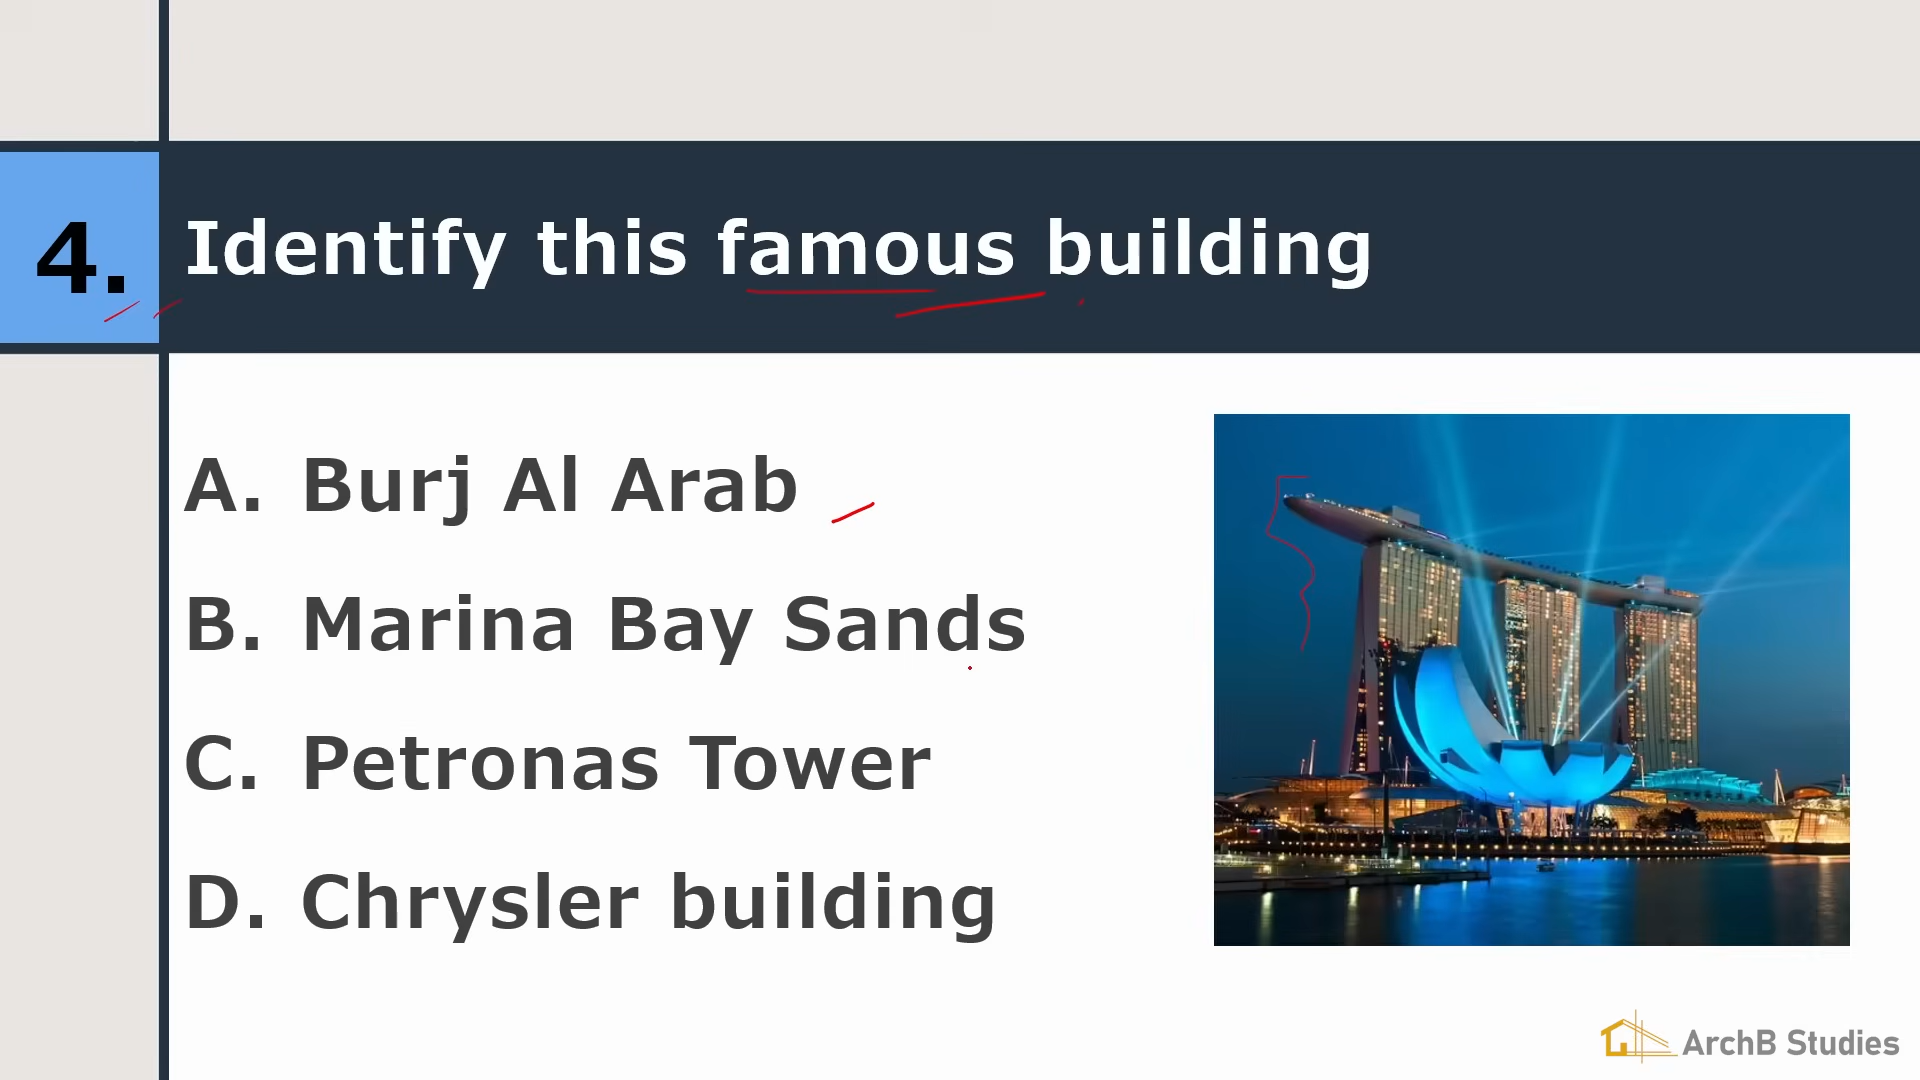 4. Identify this famous building
A. Burj Al Arab
B. Marina Bay Sands
C. Petronas Tower
D. Chrysler building
ArchB Studies